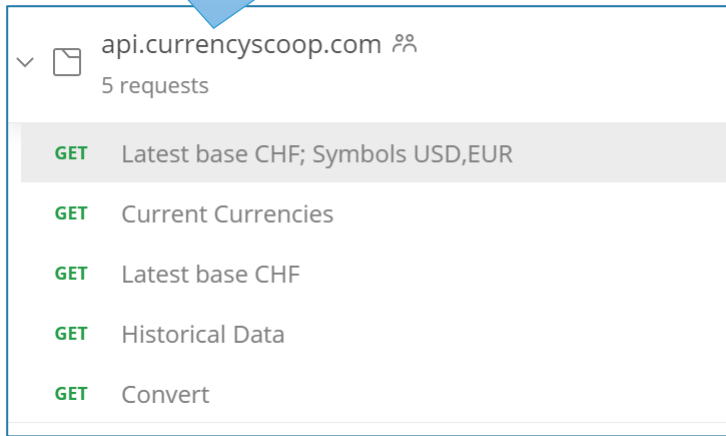 api.currencyscoop.com
5 requests
GET Latest base CHF; Symbols USD,EUR
GET Current Currencies
GET Latest base CHF
GET Historical Data
GET Convert